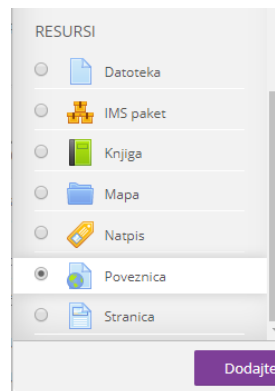 RESURSI
Datoteka
IMS paket
Knjiga
Mapa
Natpis
Poveznica
Stranica
Dodajte